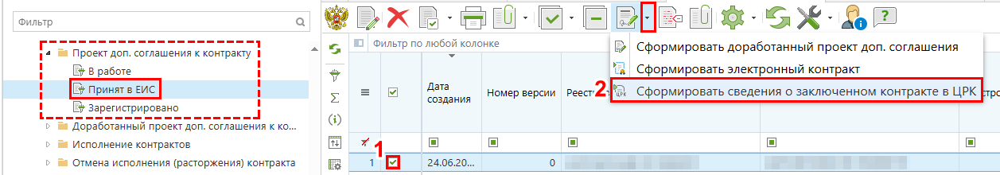 Фильтр
Проект доп. соглашения к контракту
В работе
Принят в ЕИС
Зарегистрировано
Доработанный проект доп. соглашения к ко...
Исполнение контрактов
Отмена исполнения (расторжения) контракта
Фильтр по любой колонке
Сформировать доработанный проект доп. соглашения
Сформировать электронный контракт
2 ЦРК Сформировать сведения о заключенном контракте в ЦРК
Дата создания
Номер версии
1
1 24.06.20... 0